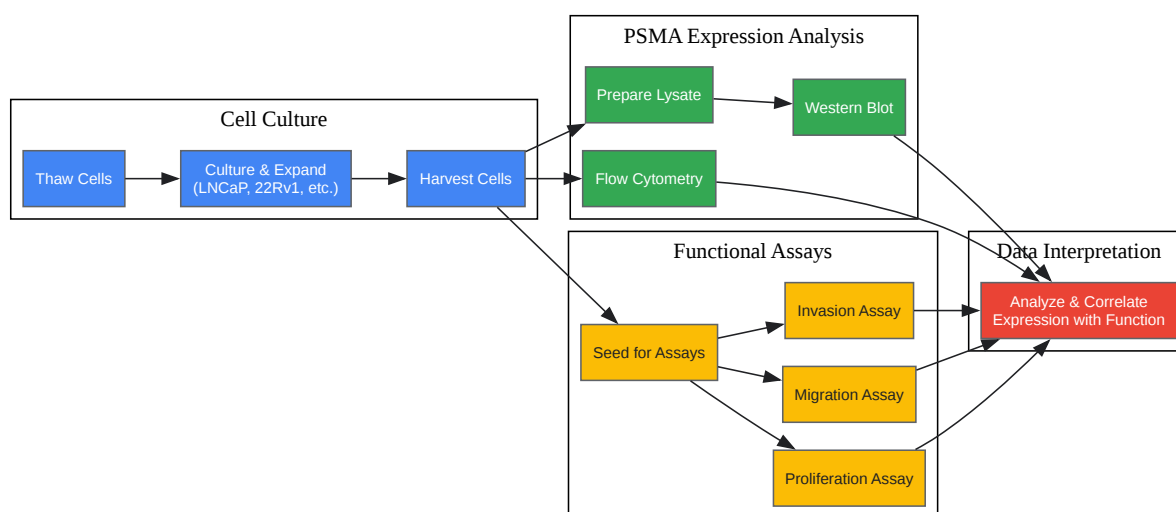 Cell Culture
Thaw Cells
Culture & Expand
(LNCaP, 22Rv1, etc.)
Harvest Cells
PSMA Expression Analysis
Prepare Lysate
Western Blot
Flow Cytometry
Functional Assays
Seed for Assays
Invasion Assay
Migration Assay
Proliferation Assay
Data Interpretation
Analyze & Correlate
Expression with Function